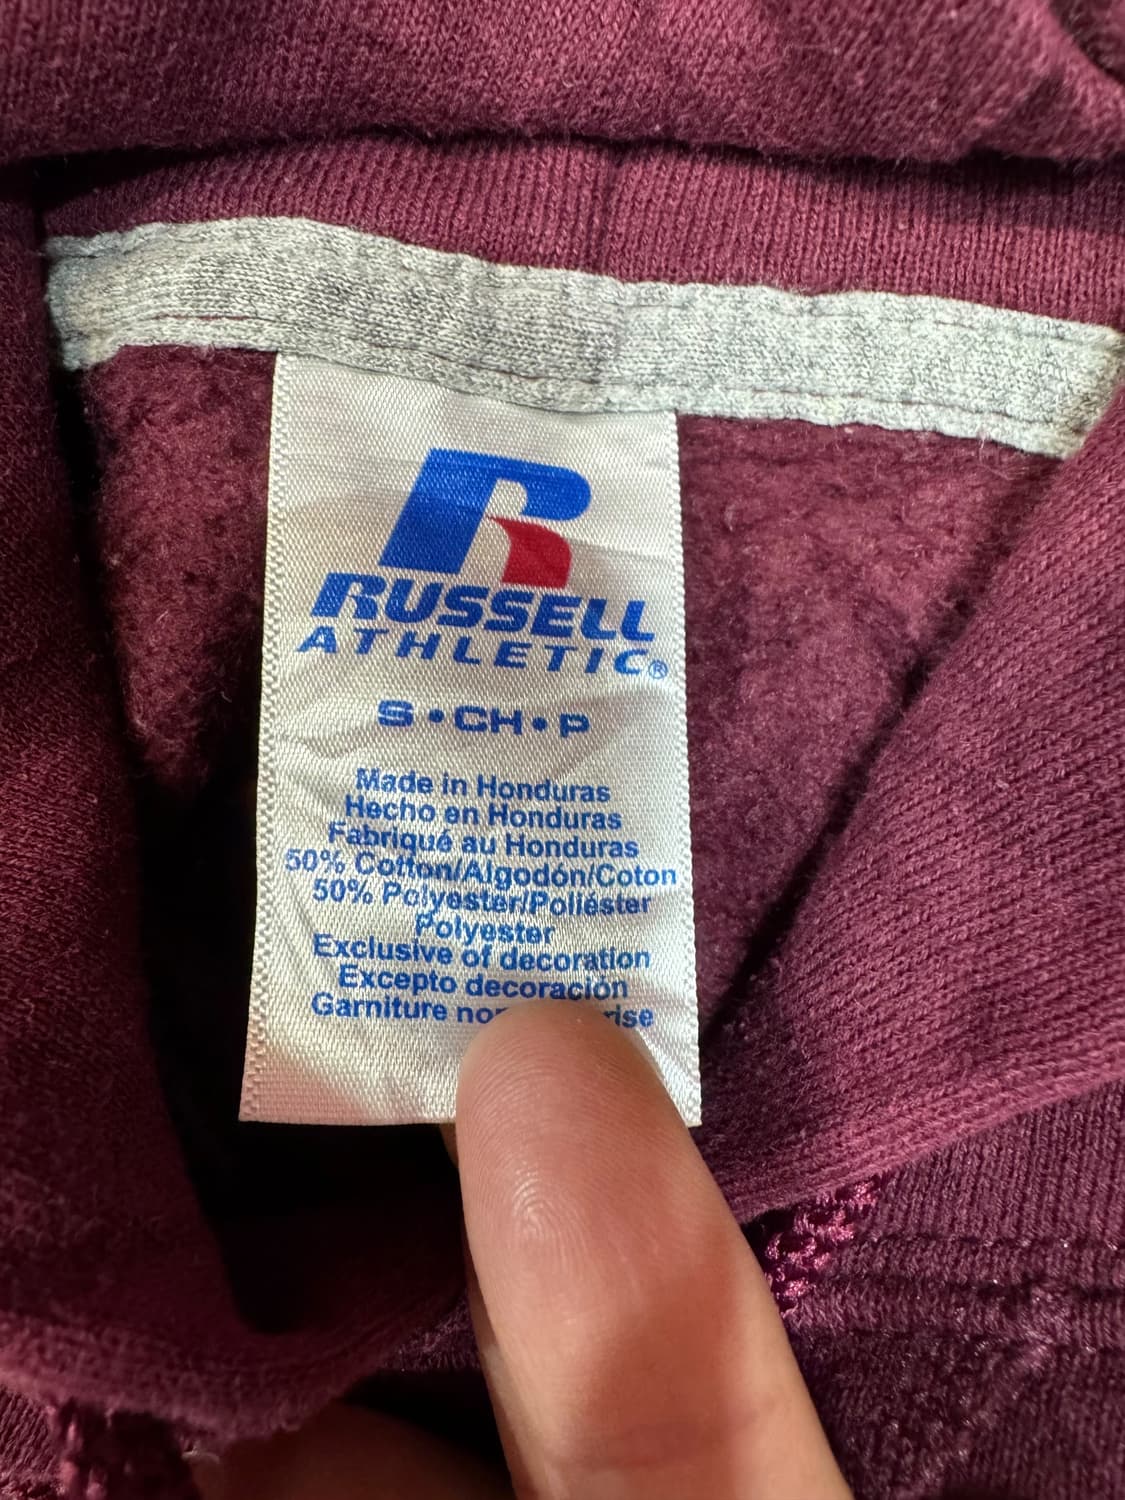 RUSSELL
ATHLETIC®
S•CH•P
Made in Honduras
Hecho en Honduras
Fabriqué au Honduras
50% Cotton/Algodón/Coton
50% Polyester/Poliéster
Polyester
Exclusive of decoration
Excepto decoración
Garniture